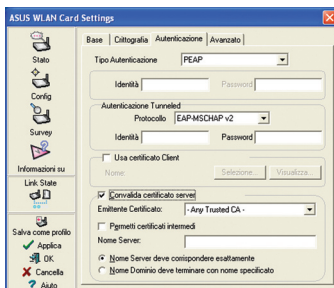 ASUS WLAN Card Settings
Stato
Config
Survey
Informazioni su
Link State
Salva come profilo
Applica
OK
Cancella
? Aiuto
Base Crittografia Autenticazione Avanzato
Tipo Autenticazione PEAP
Identità Password
Autenticazione Tunneled
Protocollo EAP-MSCHAP v2
Identità Password
Usa certificato Client
Nome: Selezione... Visualizza...
Convalida certificato server
Emittente Certificato: - Any Trusted CA -
Permetti certificati intermedi
Nome Server:
Nome Server deve corrispondere esattamente
Nome Dominio deve terminare con nome specificato